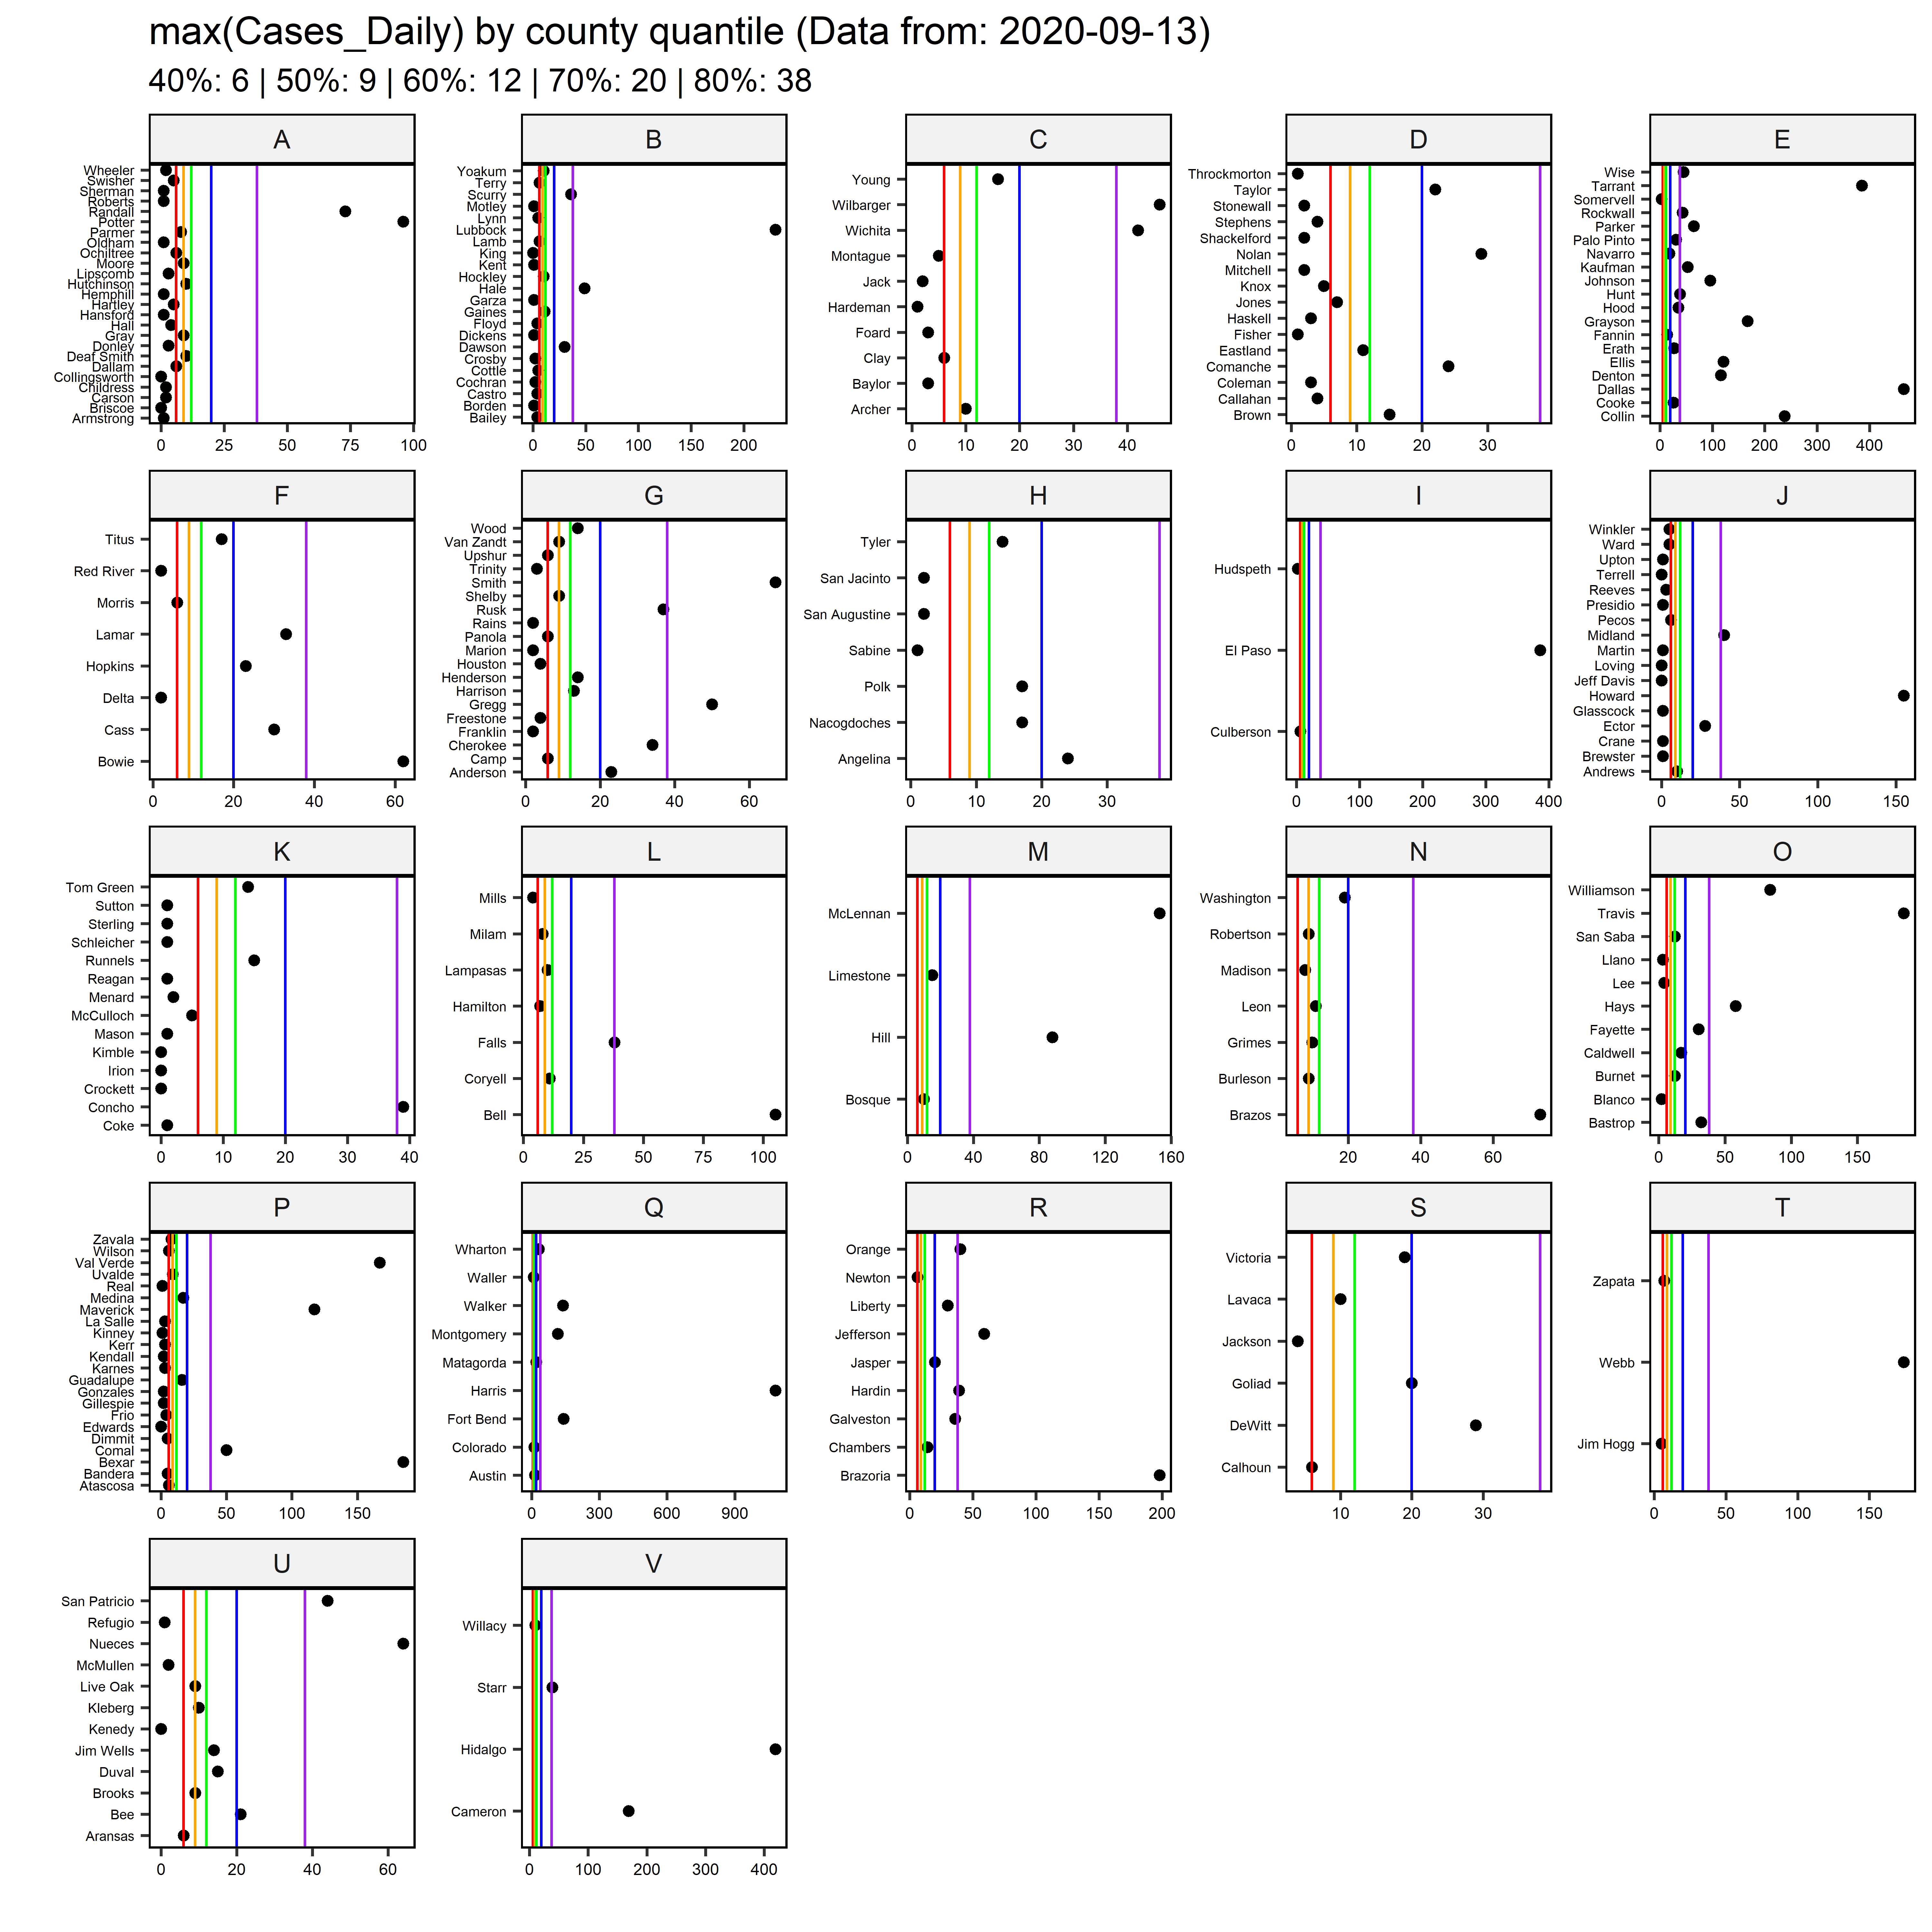 max(Cases_Daily) by county quantile (Data from: 2020-09-13)
40%: 6 | 50%: 9 | 60%: 12 | 70%: 20 | 80%: 38
A
Wheeler
Swisher
Sherman
Roberts
Randall
Potter
Parmer
Oldham
Ochiltree
Moore
Lipscomb
Hutchinson
Hemphill
Hartley
Hansford
Hall
Gray
Donley
Deaf Smith
Dallam
Collingsworth
Childress
Carson
Briscoe
Armstrong
0 25 50 75 100
B
Yoakum
Terry
Scurry
Motley
Lynn
Lubbock
Lamb
King
Kent
Hockley
Hale
Garza
Gaines
Floyd
Dickens
Dawson
Crosby
Cottle
Cochran
Castro
Borden
Bailey
0 50 100 150 200
C
Young
Wilbarger
Wichita
Montague
Jack
Hardeman
Foard
Clay
Baylor
Archer
0 10 20 30 40
D
Throckmorton
Taylor
Stonewall
Stephens
Shackelford
Nolan
Mitchell
Knox
Jones
Haskell
Fisher
Eastland
Comanche
Coleman
Callahan
Brown
0 10 20 30
E
Wise
Tarrant
Somervell
Rockwall
Parker
Palo Pinto
Navarro
Kaufman
Johnson
Hunt
Hood
Grayson
Fannin
Erath
Ellis
Denton
Dallas
Cooke
Collin
0 100 200 300 400
F
Titus
Red River
Morris
Lamar
Hopkins
Delta
Cass
Bowie
0 20 40 60
G
Wood
Van Zandt
Upshur
Trinity
Smith
Shelby
Rusk
Rains
Panola
Marion
Houston
Henderson
Harrison
Gregg
Freestone
Franklin
Cherokee
Camp
Anderson
0 20 40 60
H
Tyler
San Jacinto
San Augustine
Sabine
Polk
Nacogdoches
Angelina
0 10 20 30
I
Hudspeth
El Paso
Culberson
0 100 200 300 400
J
Winkler
Ward
Upton
Terrell
Reeves
Presidio
Pecos
Midland
Martin
Loving
Jeff Davis
Howard
Glasscock
Ector
Crane
Brewster
Andrews
0 50 100 150
K
Tom Green
Sutton
Sterling
Schleicher
Runnels
Reagan
Menard
McCulloch
Mason
Kimble
Irion
Crockett
Concho
Coke
0 10 20 30 40
L
Mills
Milam
Lampasas
Hamilton
Falls
Coryell
Bell
0 25 50 75 100
M
McLennan
Limestone
Hill
Bosque
0 40 80 120 160
N
Washington
Robertson
Madison
Leon
Grimes
Burleson
Brazos
20 40 60
O
Williamson
Travis
San Saba
Llano
Lee
Hays
Fayette
Caldwell
Burnet
Blanco
Bastrop
0 50 100 150
P
Zavala
Wilson
Val Verde
Uvalde
Real
Medina
Maverick
La Salle
Kinney
Kerr
Kendall
Karnes
Guadalupe
Gonzales
Gillespie
Frio
Edwards
Dimmit
Comal
Bexar
Bandera
Atascosa
0 50 100 150
Q
Wharton
Waller
Walker
Montgomery
Matagorda
Harris
Fort Bend
Colorado
Austin
0 300 600 900
R
Orange
Newton
Liberty
Jefferson
Jasper
Hardin
Galveston
Chambers
Brazoria
0 50 100 150 200
S
Victoria
Lavaca
Jackson
Goliad
DeWitt
Calhoun
10 20 30
T
Zapata
Webb
Jim Hogg
0 50 100 150
U
San Patricio
Refugio
Nueces
McMullen
Live Oak
Kleberg
Kenedy
Jim Wells
Duval
Brooks
Bee
Aransas
0 20 40 60
V
Willacy
Starr
Hidalgo
Cameron
0 100 200 300 400